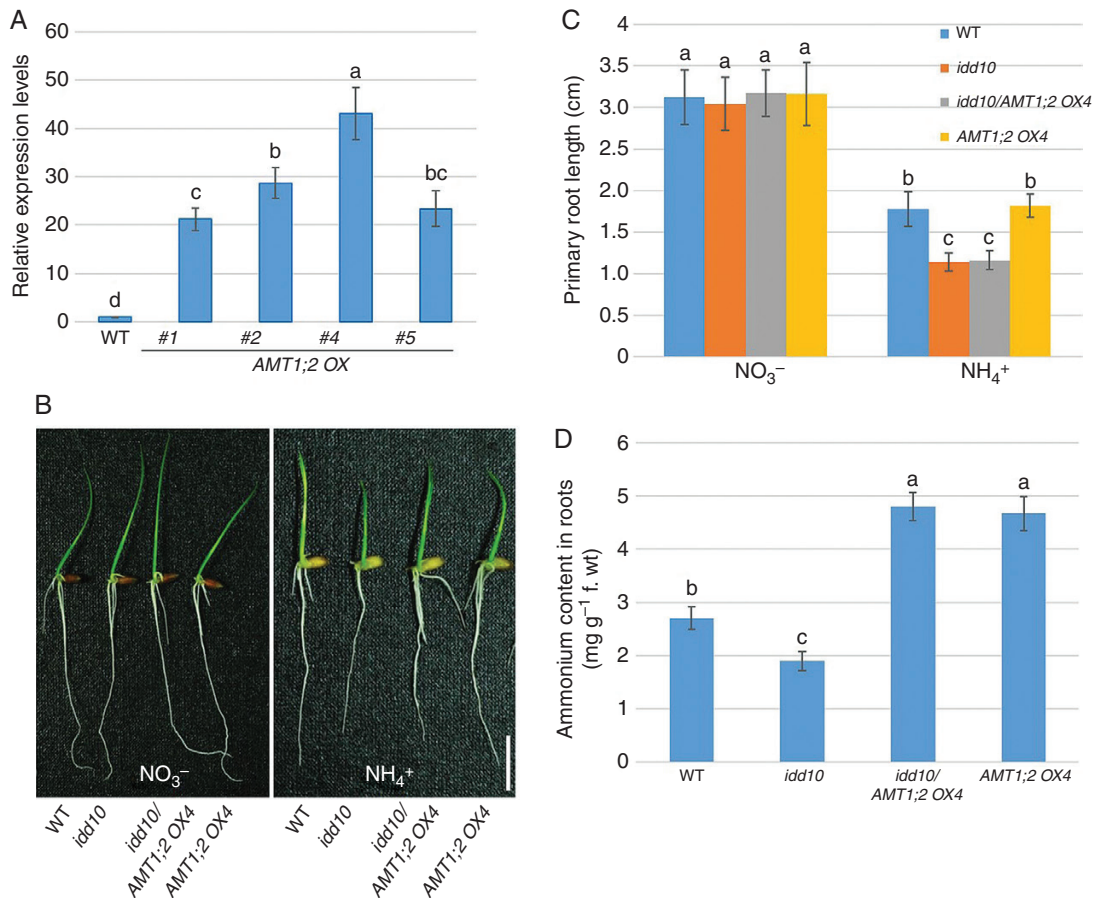 A
Relative expression levels
60
50
40
30
20
10
0
d
c
b
a
bc
WT
#1
#2
#4
#5
AMT1;2 OX
B
NO₃⁻
NH₄⁺
WT
idd10
idd10/
AMT1;2 OX4
AMT1;2 OX4
WT
idd10
idd10/
AMT1;2 OX4
AMT1;2 OX4
C
Primary root length (cm)
4
3.5
3.0
2.5
2.0
1.5
1.0
0.5
0
a
a
a
a
b
c
c
b
WT
idd10
idd10/AMT1;2 OX4
AMT1;2 OX4
NO₃⁻
NH₄⁺
D
Ammonium content in roots
(mg g⁻¹ f. wt)
6
5
4
3
2
1
0
b
c
a
a
WT
idd10
idd10/
AMT1;2 OX4
AMT1;2 OX4